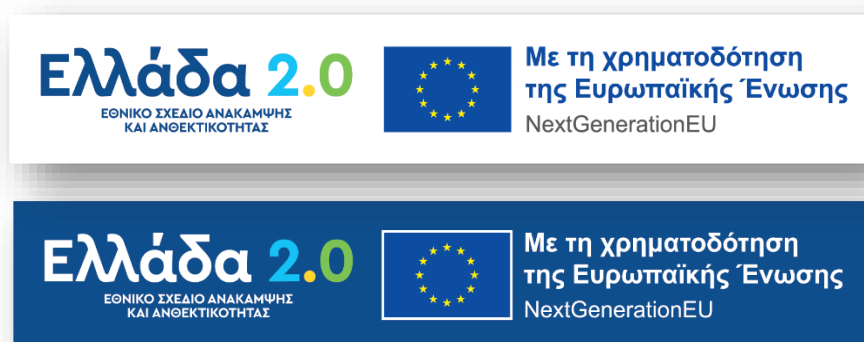 Ελλάδα 2.0
ΕΘΝΙΚΟ ΣΧΕΔΙΟ ΑΝΑΚΑΜΨΗΣ
ΚΑΙ ΑΝΘΕΚΤΙΚΟΤΗΤΑΣ
Με τη χρηματοδότηση
της Ευρωπαϊκής Ένωσης
NextGenerationEU
Ελλάδα 2.0
ΕΘΝΙΚΟ ΣΧΕΔΙΟ ΑΝΑΚΑΜΨΗΣ
ΚΑΙ ΑΝΘΕΚΤΙΚΟΤΗΤΑΣ
Με τη χρηματοδότηση
της Ευρωπαϊκής Ένωσης
NextGenerationEU